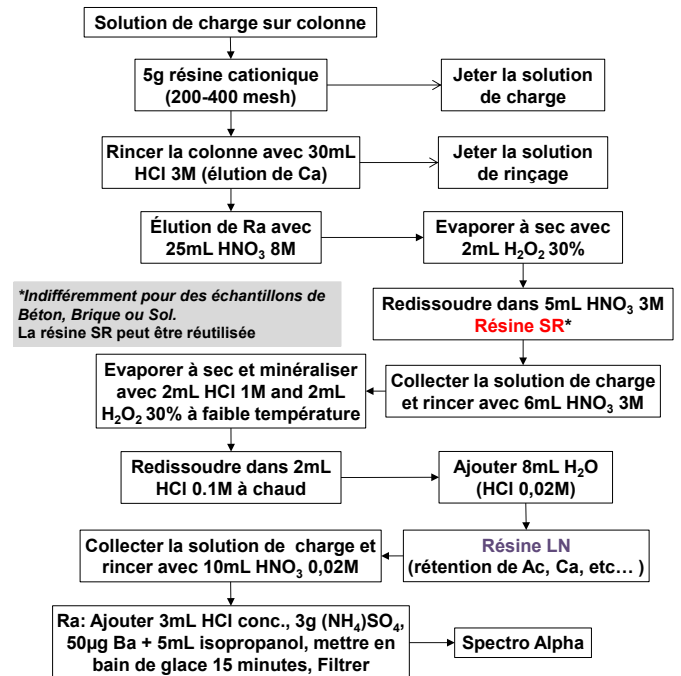 Solution de charge sur colonne
5g résine cationique
(200-400 mesh)
Jeter la solution
de charge
Rincer la colonne avec 30mL
HCl 3M (élution de Ca)
Jeter la solution
de rinçage
Élution de Ra avec
25mL HNO₃ 8M
Evaporer à sec avec
2mL H₂O₂ 30%
*Indifféremment pour des échantillons de
Béton, Brique ou Sol.
La résine SR peut être réutilisée
Redissoudre dans 5mL HNO₃ 3M
Résine SR*
Evaporer à sec et minéraliser
avec 2mL HCl 1M and 2mL
H₂O₂ 30% à faible température
Collecter la solution de charge
et rincer avec 6mL HNO₃ 3M
Redissoudre dans 2mL
HCl 0.1M à chaud
Ajouter 8mL H₂O
(HCl 0,02M)
Collecter la solution de charge et
rincer avec 10mL HNO₃ 0,02M
Résine LN
(rétention de Ac, Ca, etc… )
Ra: Ajouter 3mL HCl conc., 3g (NH₄)SO₄,
50µg Ba + 5mL isopropanol, mettre en
bain de glace 15 minutes, Filtrer
Spectro Alpha